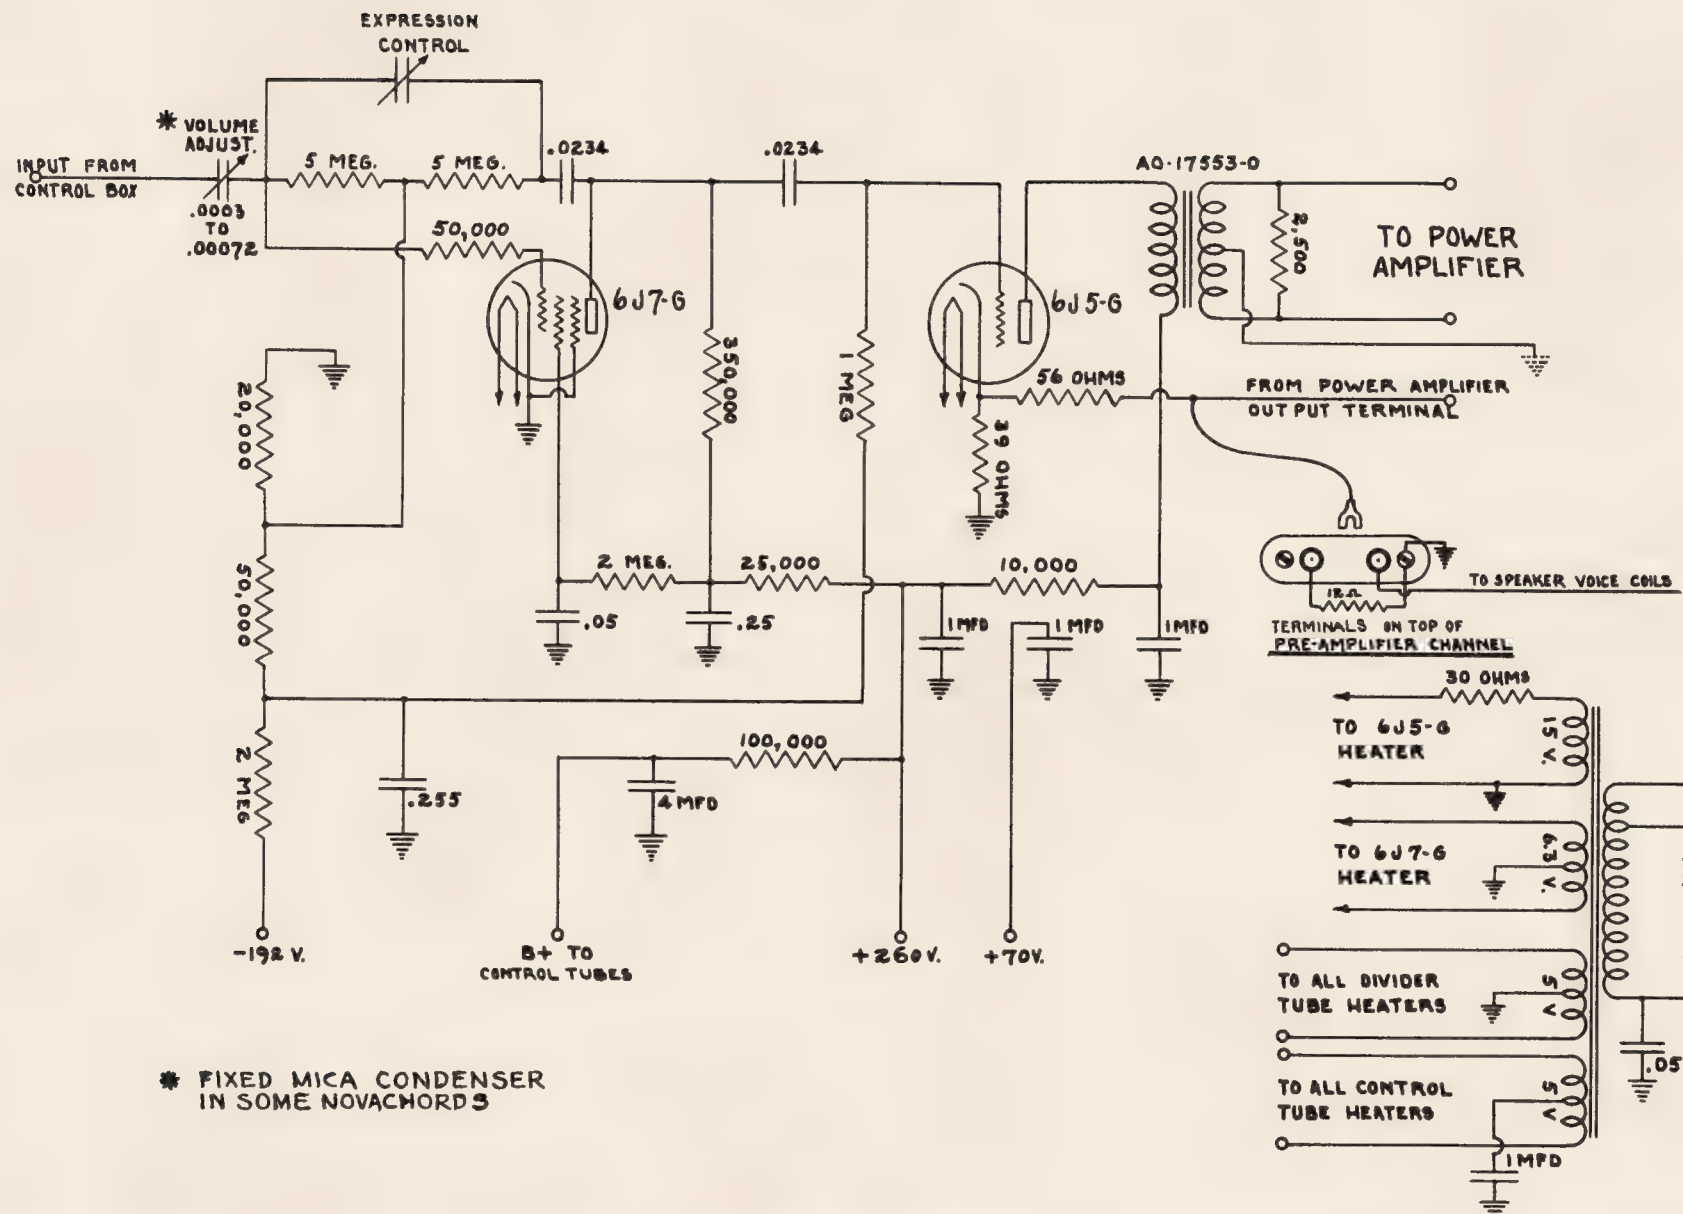 EXPRESSION
CONTROL
* VOLUME
ADJUST.
INPUT FROM
CONTROL BOX
.0003
TO
.00072
5 MEG.
5 MEG.
.0234
.0234
50,000
6J7-G
6J5-G
AO-17553-0
2,500
TO POWER
AMPLIFIER
20,000
350,000
1 MEG
56 OHMS
39 OHMS
FROM POWER AMPLIFIER
OUTPUT TERMINAL
50,000
2 MEG.
25,000
10,000
.05
.25
1 MFD
1 MFD
1 MFD
12Ω
TO SPEAKER VOICE COILS
TERMINALS ON TOP OF
PRE-AMPLIFIER CHANNEL
2 MEG
.255
100,000
4 MFD
-192 V.
B+ TO
CONTROL TUBES
+260V.
+70V.
30 OHMS
TO 6J5-G
HEATER
15 V.
TO 6J7-G
HEATER
6.3 V.
TO ALL DIVIDER
TUBE HEATERS
5 V
TO ALL CONTROL
TUBE HEATERS
5 V
1 MFD
.05
* FIXED MICA CONDENSER
IN SOME NOVACHORDS